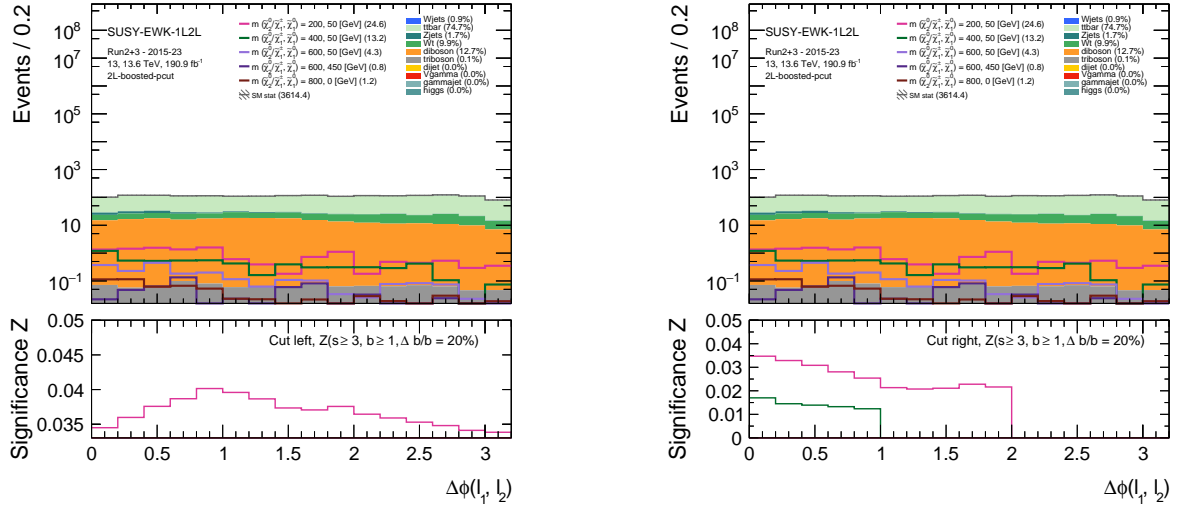 Events / 0.2
10⁸
10⁷
10⁵
10³
10
10⁻¹
SUSY-EWK-1L2L
Run2+3 - 2015-23
13, 13.6 TeV, 190.9 fb⁻¹
2L-boosted-pcut
m (χ̃₂⁰/χ̃₁±, χ̃₁⁰) = 200, 50 [GeV] (24.6)
m (χ̃₂⁰/χ̃₁±, χ̃₁⁰) = 400, 50 [GeV] (13.2)
m (χ̃₂⁰/χ̃₁±, χ̃₁⁰) = 600, 50 [GeV] (4.3)
m (χ̃₂⁰/χ̃₁±, χ̃₁⁰) = 600, 450 [GeV] (0.8)
m (χ̃₂⁰/χ̃₁±, χ̃₁⁰) = 800, 0 [GeV] (1.2)
SM stat (3614.4)
Wjets (0.9%)
ttbar (74.7%)
Zjets (1.7%)
Wt (9.9%)
diboson (12.7%)
triboson (0.1%)
dijet (0.0%)
Vgamma (0.0%)
gammajet (0.0%)
higgs (0.0%)
Significance Z
0.05
0.045
0.04
0.035
Cut left, Z(s≥ 3, b≥ 1, Δ b/b = 20%)
0 0.5 1 1.5 2 2.5 3
Δϕ(l₁, l₂)
Events / 0.2
10⁸
10⁷
10⁵
10³
10
10⁻¹
SUSY-EWK-1L2L
Run2+3 - 2015-23
13, 13.6 TeV, 190.9 fb⁻¹
2L-boosted-pcut
m (χ̃₂⁰/χ̃₁±, χ̃₁⁰) = 200, 50 [GeV] (24.6)
m (χ̃₂⁰/χ̃₁±, χ̃₁⁰) = 400, 50 [GeV] (13.2)
m (χ̃₂⁰/χ̃₁±, χ̃₁⁰) = 600, 50 [GeV] (4.3)
m (χ̃₂⁰/χ̃₁±, χ̃₁⁰) = 600, 450 [GeV] (0.8)
m (χ̃₂⁰/χ̃₁±, χ̃₁⁰) = 800, 0 [GeV] (1.2)
SM stat (3614.4)
Wjets (0.9%)
ttbar (74.7%)
Zjets (1.7%)
Wt (9.9%)
diboson (12.7%)
triboson (0.1%)
dijet (0.0%)
Vgamma (0.0%)
gammajet (0.0%)
higgs (0.0%)
Significance Z
0.05
0.04
0.03
0.02
0.01
0
Cut right, Z(s≥ 3, b≥ 1, Δ b/b = 20%)
0 0.5 1 1.5 2 2.5 3
Δϕ(l₁, l₂)